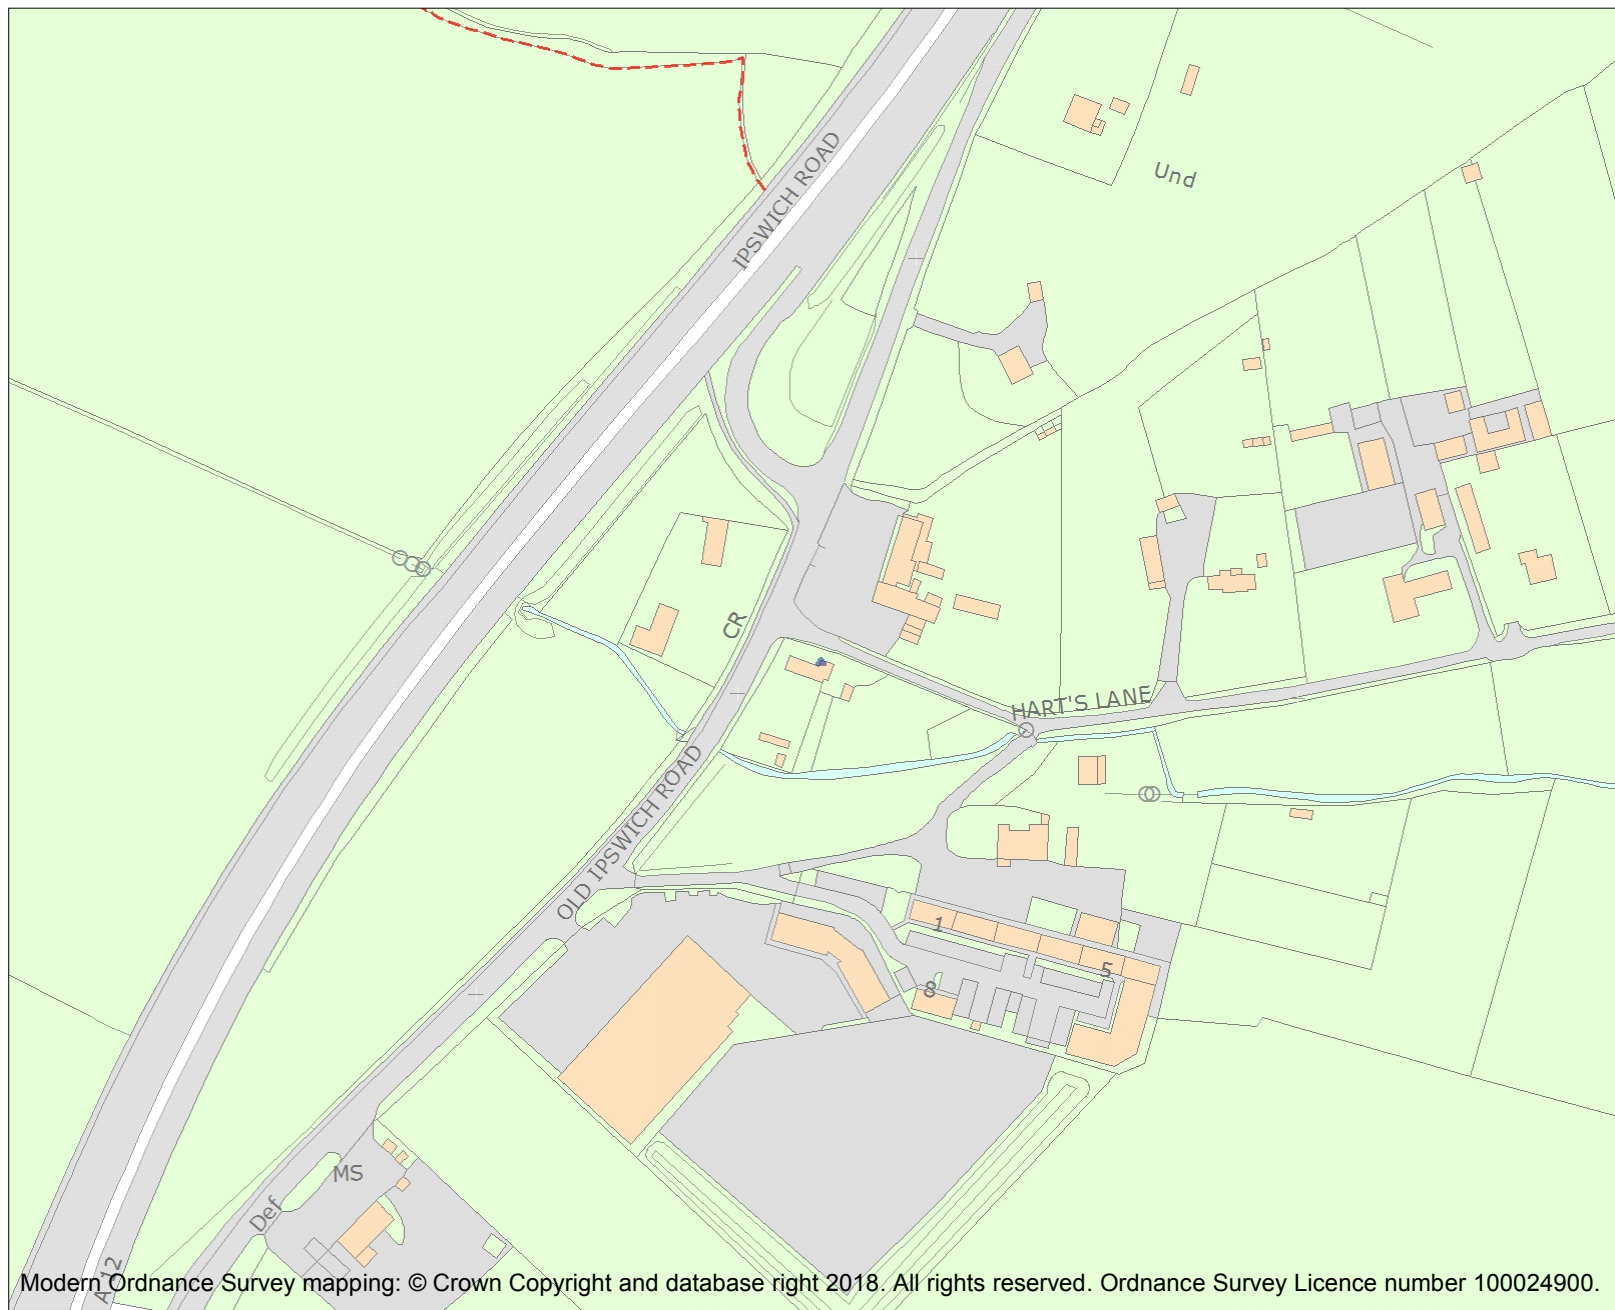 IPSWICH ROAD
Und
CR
HART'S LANE
OLD IPSWICH ROAD
1
5
8
MS
Def
A 12
Modern Ordnance Survey mapping: © Crown Copyright and database right 2018. All rights reserved. Ordnance Survey Licence number 100024900.